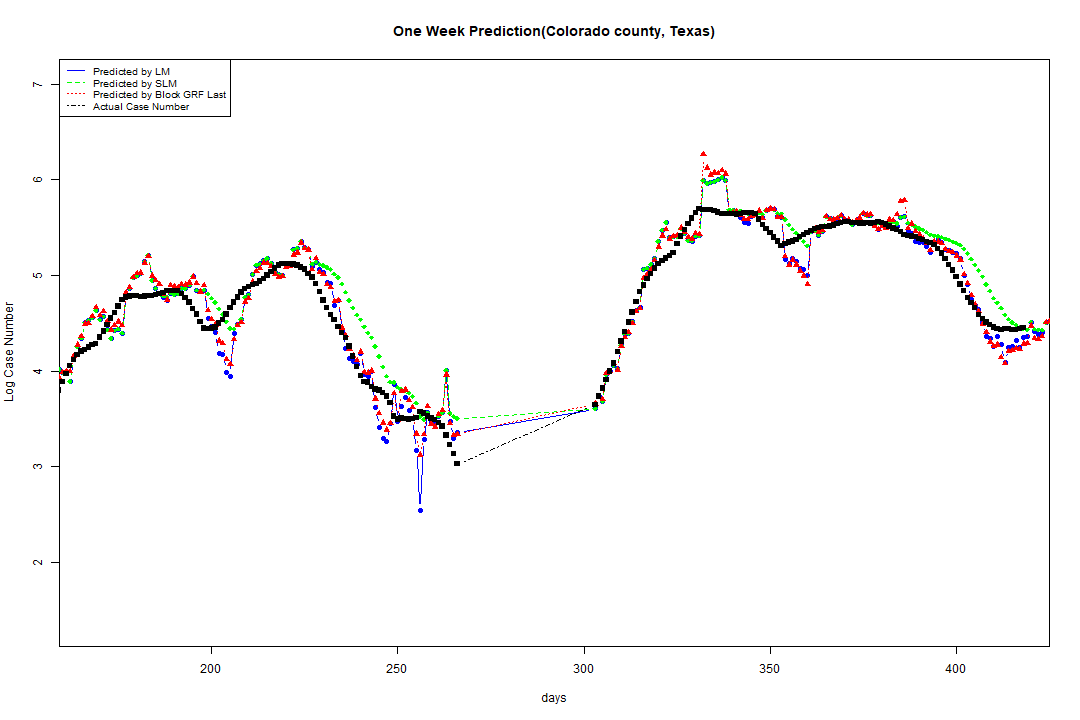 One Week Prediction(Colorado county, Texas)
Predicted by LM
Predicted by SLM
Predicted by Block GRF Last
Actual Case Number
7
6
5
4
3
2
Log Case Number
200 250 300 350 400
days